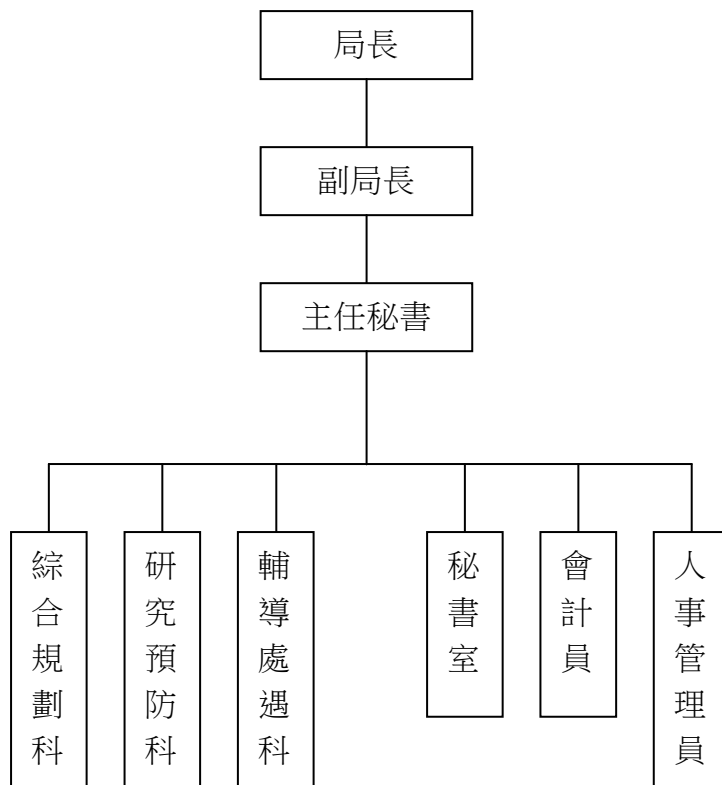 局長
副局長
主任秘書
綜合規劃科
研究預防科
輔導處遇科
秘書室
會計員
人事管理員